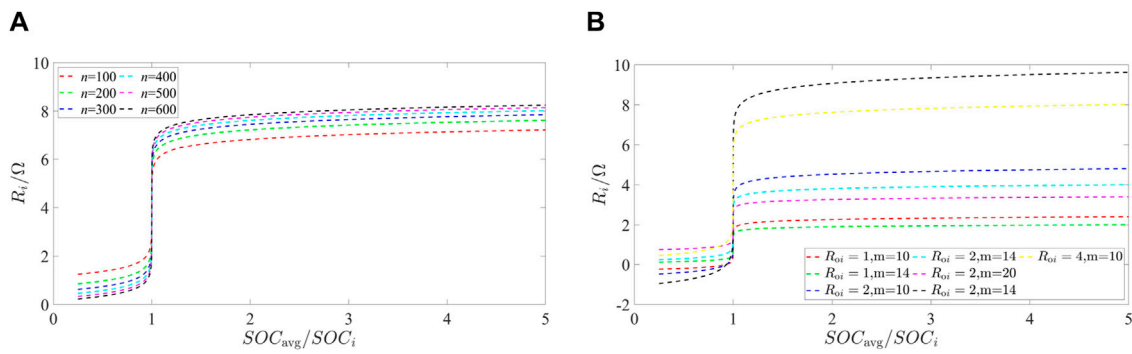 A
B
10
8
6
4
2
0
R_i/Ω
n=100 n=400
n=200 n=500
n=300 n=600
0 1 2 3 4 5
SOC_avg/SOC_i
10
8
6
4
2
0
-2
R_i/Ω
R_oi = 1,m=10 R_oi = 2,m=14 R_oi = 4,m=10
R_oi = 1,m=14 R_oi = 2,m=20
R_oi = 2,m=10 R_oi = 2,m=14
0 1 2 3 4 5
SOC_avg/SOC_i